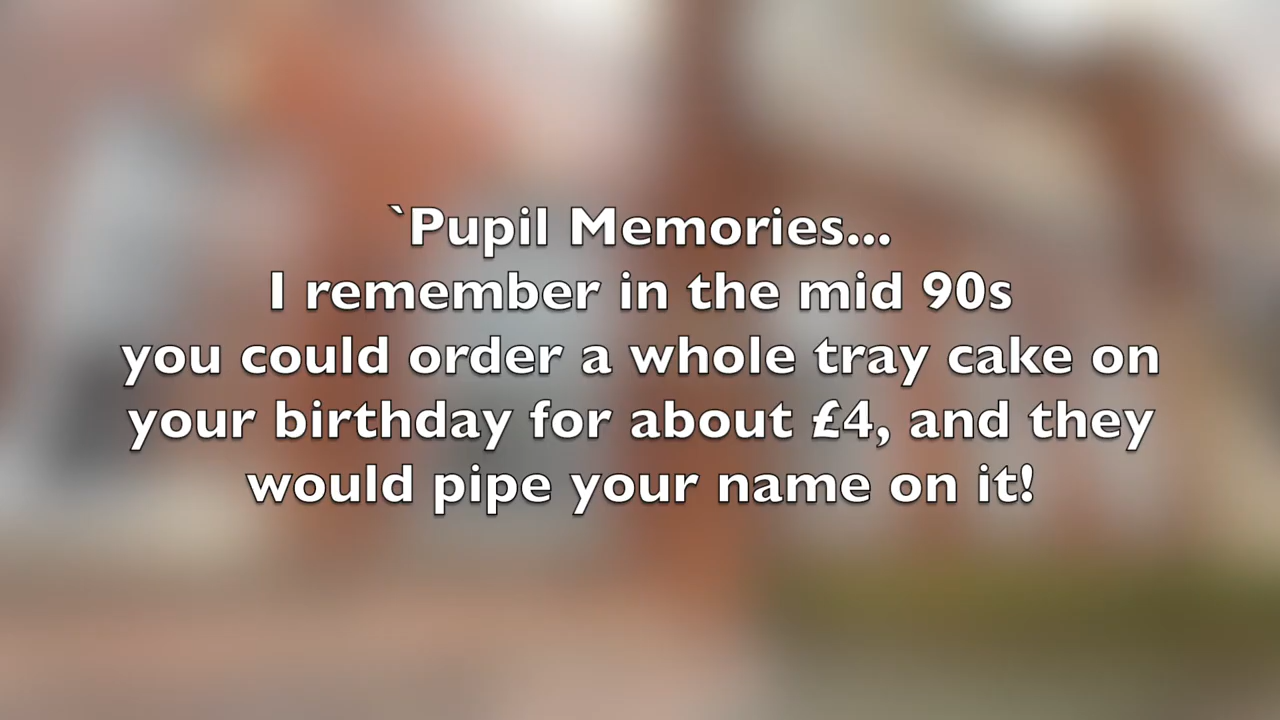 `Pupil Memories...
I remember in the mid 90s
you could order a whole tray cake on
your birthday for about £4, and they
would pipe your name on it!